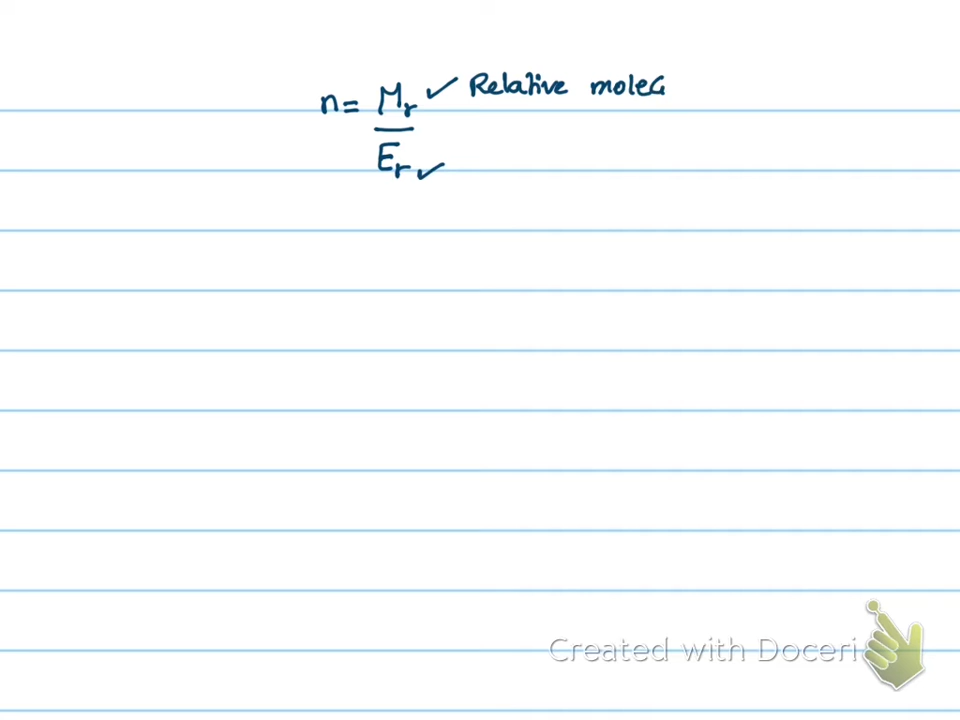 n = Mr ✓ Relative molec
Er ✓
Created with Doceri